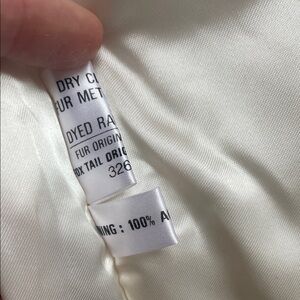 DRY CL
FUR MET
DYED RA
FUR ORIGIN
FOX TAIL ORIG
326
NING : 100% A